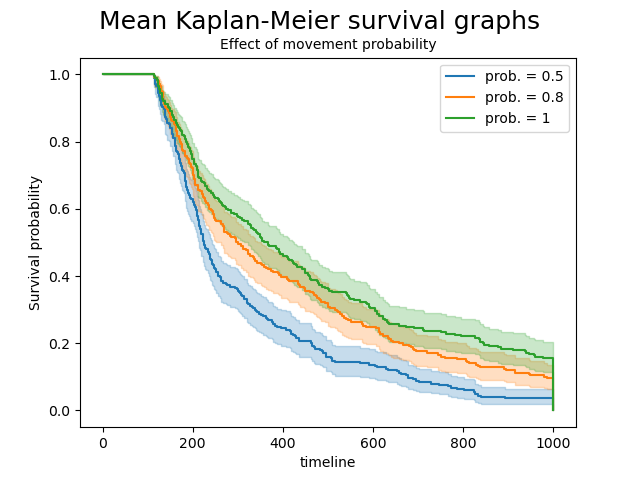 Mean Kaplan-Meier survival graphs
Effect of movement probability
prob. = 0.5
prob. = 0.8
prob. = 1
Survival probability
1.0
0.8
0.6
0.4
0.2
0.0
0 200 400 600 800 1000
timeline